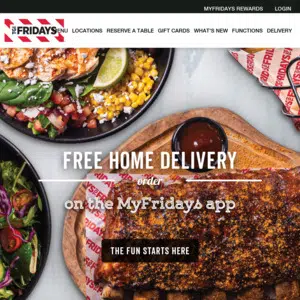 MYFRIDAYS REWARDS LOGIN
TGI FRIDAYS
MENU LOCATIONS RESERVE A TABLE GIFT CARDS WHAT'S NEW FUNCTIONS DELIVERY
FREE HOME DELIVERY
order
on the MyFridays app
THE FUN STARTS HERE